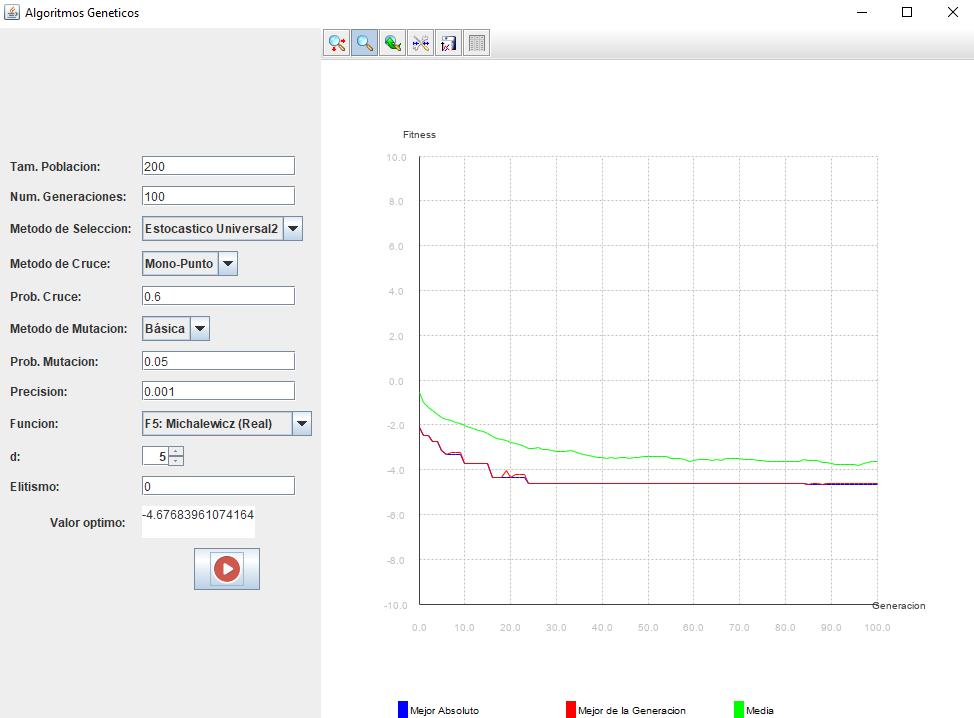 Algoritmos Geneticos
Tam. Poblacion: 200
Num. Generaciones: 100
Metodo de Seleccion: Estocastico Universal2
Metodo de Cruce: Mono-Punto
Prob. Cruce: 0.6
Metodo de Mutacion: Básica
Prob. Mutacion: 0.05
Precision: 0.001
Funcion: F5: Michalewicz (Real)
d: 5
Elitismo: 0
Valor optimo: -4.67683961074164
Fitness
10.0
8.0
6.0
4.0
2.0
0.0
-2.0
-4.0
-6.0
-8.0
-10.0
Generacion
0.0 10.0 20.0 30.0 40.0 50.0 60.0 70.0 80.0 90.0 100.0
Mejor Absoluto Mejor de la Generacion Media